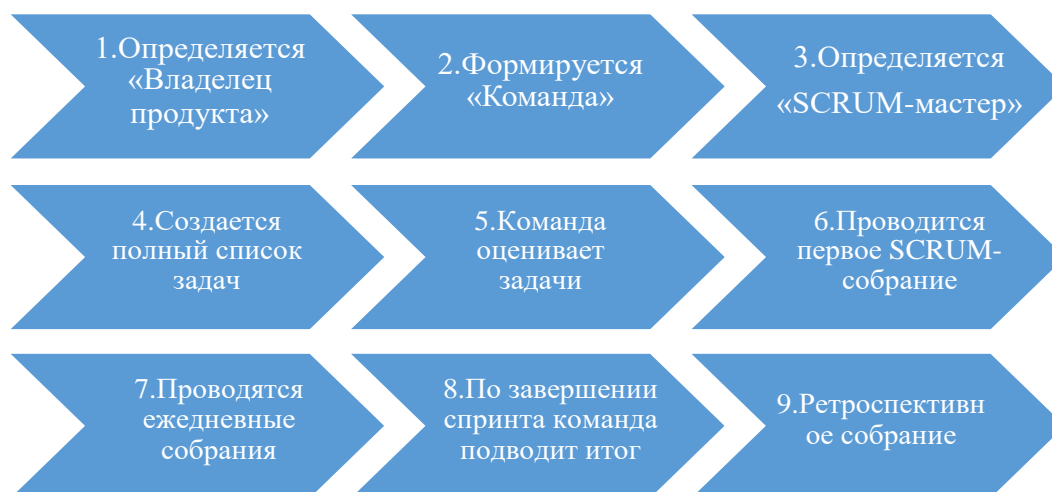 1.Определяется
«Владелец
продукта»
2.Формируется
«Команда»
3.Определяется
«SCRUM-мастер»
4.Создается
полный список
задач
5.Команда
оценивает
задачи
6.Проводится
первое SCRUM-
собрание
7.Проводятся
ежедневные
собрания
8.По завершении
спринта команда
подводит итог
9.Ретроспективн
ое собрание